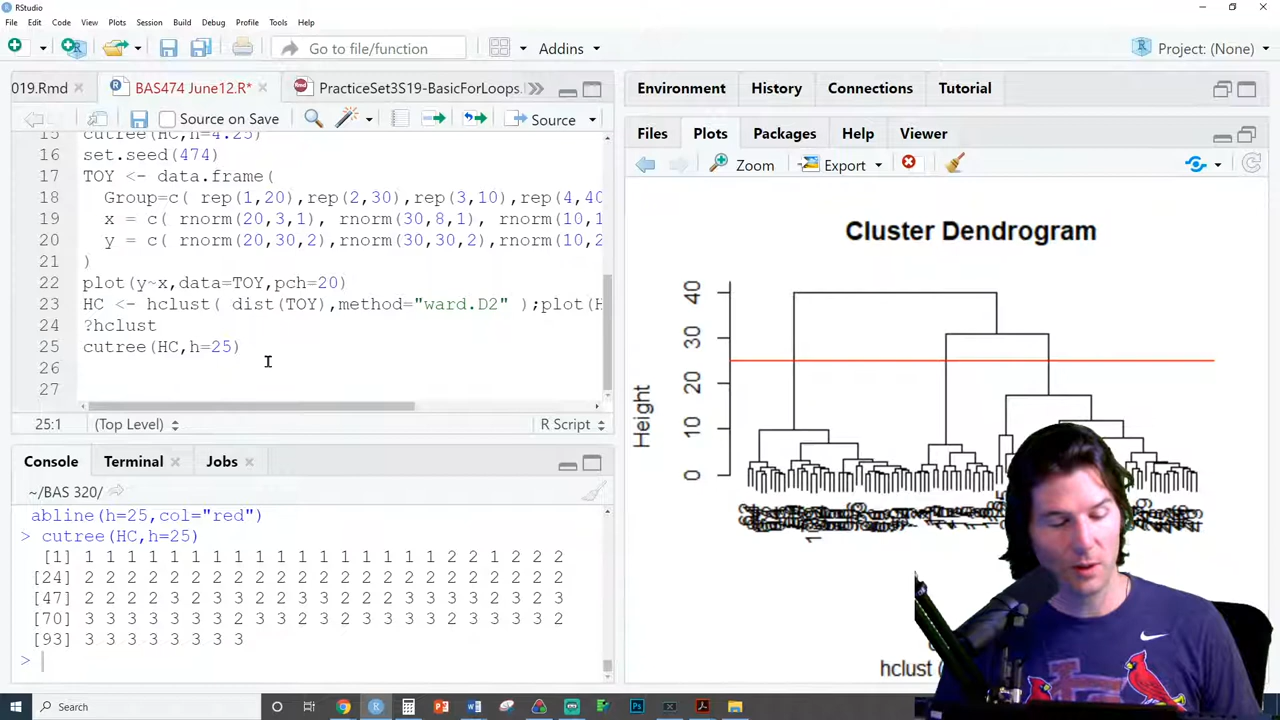 RStudio
File Edit Code View Plots Session Build Debug Profile Tools Help
Go to file/function
Addins
Project: (None)
019.Rmd
BAS474 June12.R*
PracticeSet3S19-BasicForLoops.
Source on Save
Source
15 cutree(HC,h=4.25)
16 set.seed(474)
17 TOY <- data.frame(
18 Group=c( rep(1,20),rep(2,30),rep(3,10),rep(4,40
19 x = c( rnorm(20,3,1), rnorm(30,8,1), rnorm(10,1
20 y = c( rnorm(20,30,2),rnorm(30,30,2),rnorm(10,2
21 )
22 plot(y~x,data=TOY,pch=20)
23 HC <- hclust( dist(TOY),method="ward.D2" );plot(H
24 ?hclust
25 cutree(HC,h=25)
26
27
25:1 (Top Level) R Script
Console Terminal Jobs
~/BAS 320/
abline(h=25,col="red")
> cutree(HC,h=25)
[1] 1 1 1 1 1 1 1 1 1 1 1 1 1 1 1 1 1 1 2 2 1 2 2 2
[24] 2 2 2 2 2 2 2 2 2 2 2 2 2 2 2 2 2 2 2 2 2 2 2
[47] 2 2 2 2 3 2 3 3 2 2 3 3 2 2 2 3 3 3 3 2 3 2 3
[70] 3 3 3 3 3 3 3 2 3 3 2 3 2 2 3 3 3 3 2 3 3 3 3 2
[93] 3 3 3 3 3 3 3 3
>
Environment History Connections Tutorial
Files Plots Packages Help Viewer
Zoom Export
Cluster Dendrogram
Height
0 10 20 30 40
hclust (
Search